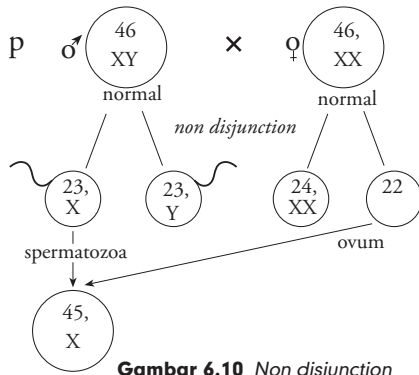 p ♂ 46 XY × ♀ 46, XX
normal normal
non disjunction
23, X 23, Y 24, XX 22
spermatozoa ovum
45, X
Gambar 6.10 Non disjunction